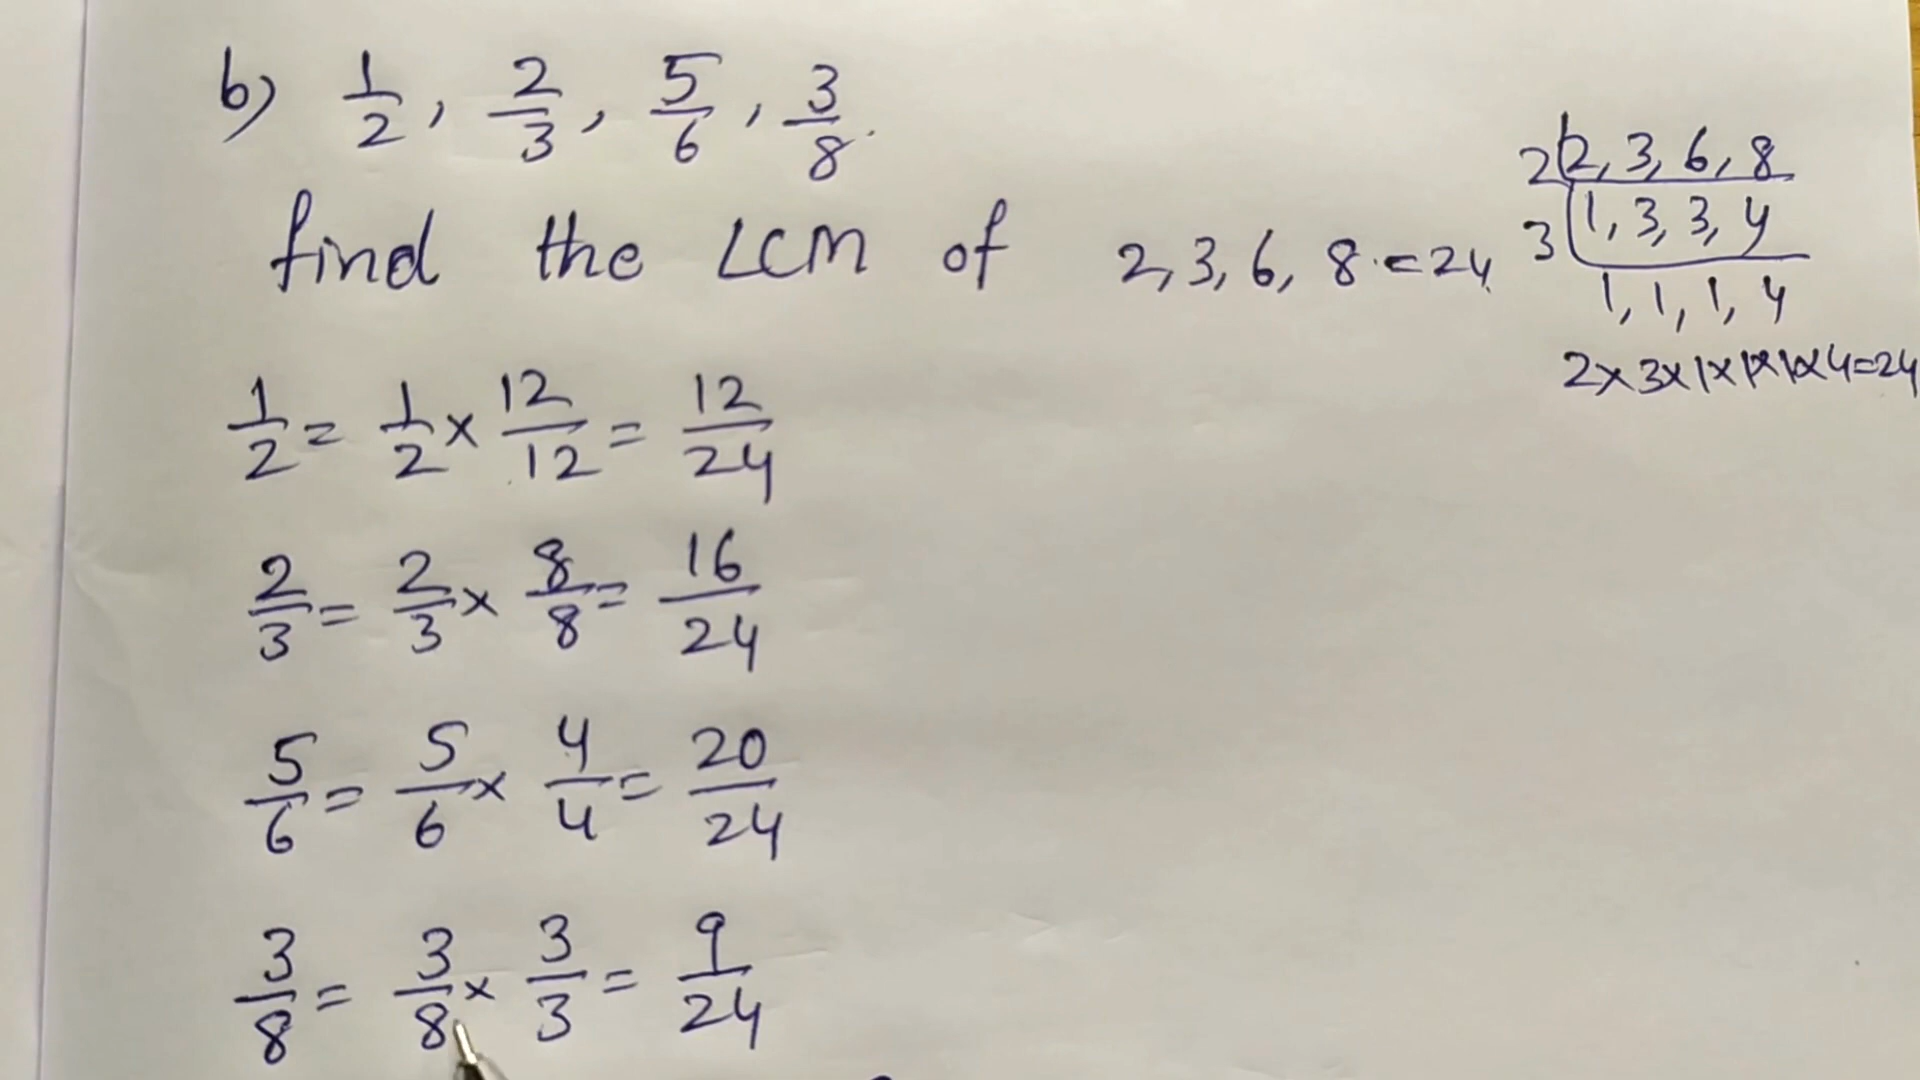 b) 1/2, 2/3, 5/6, 3/8.
find the LCM of 2, 3, 6, 8 = 24
2 | 2, 3, 6, 8
3 | 1, 3, 3, 4
1, 1, 1, 4
2 x 3 x 1 x 1 x 1 x 4 = 24
1/2 = 1/2 x 12/12 = 12/24
2/3 = 2/3 x 8/8 = 16/24
5/6 = 5/6 x 4/4 = 20/24
3/8 = 3/8 x 3/3 = 9/24